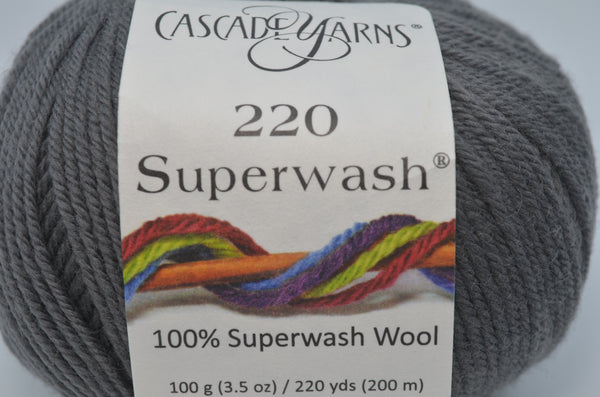 CASCADE YARNS®
220
Superwash®
100% Superwash Wool
100 g (3.5 oz) / 220 yds (200 m)